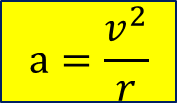 a = v²/r